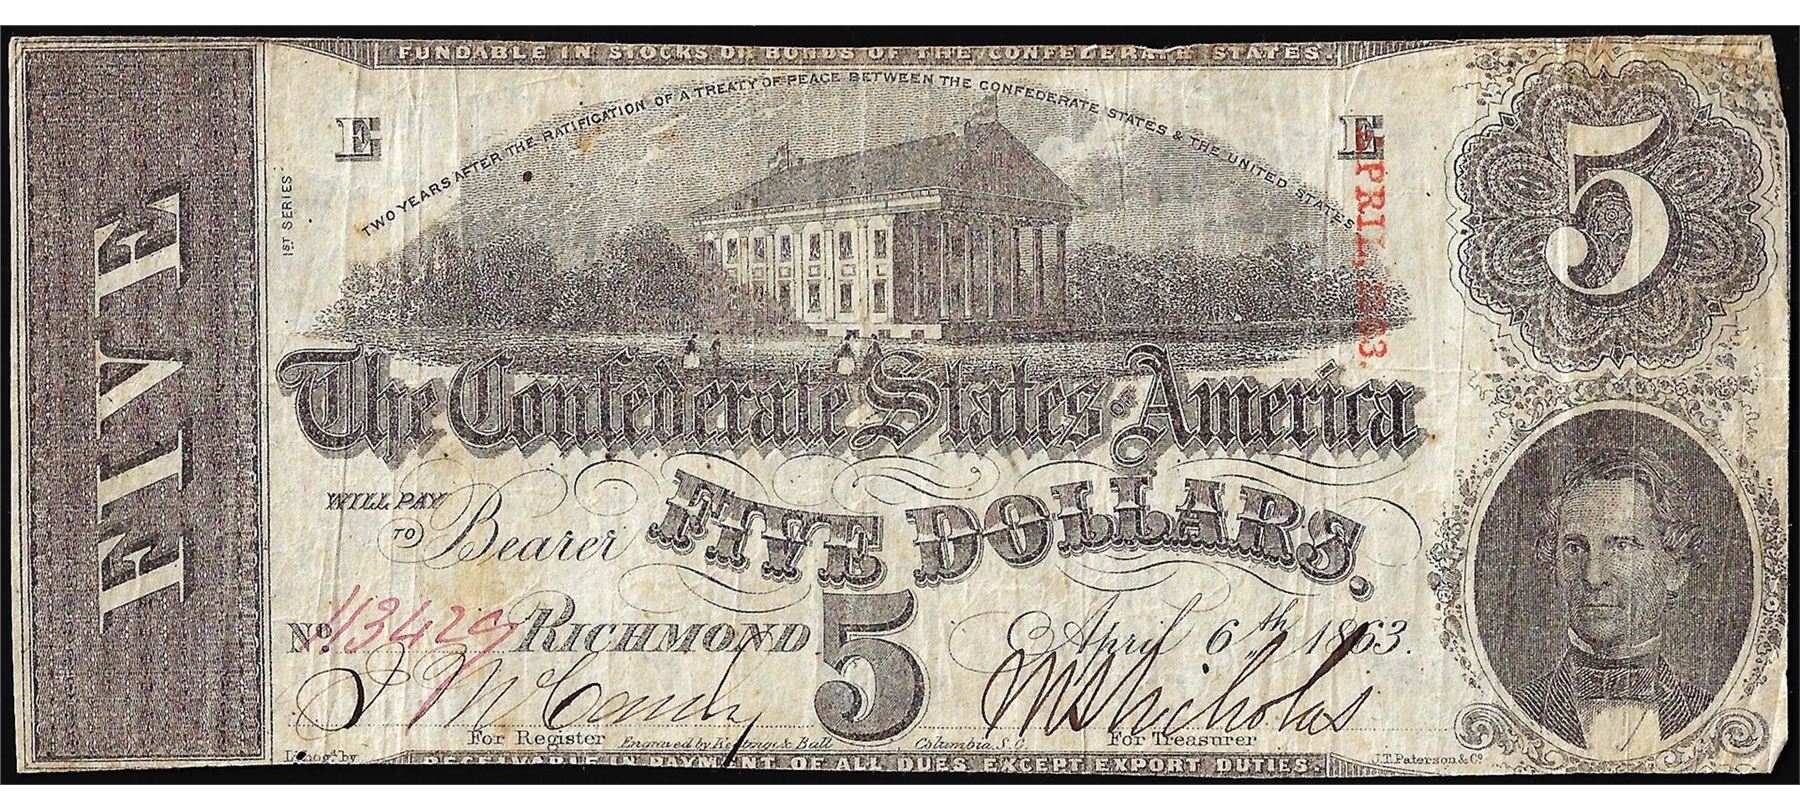 FUNDABLE IN STOCKS OR BONDS OF THE CONFEDERATE STATES.
TWO YEARS AFTER THE RATIFICATION OF A TREATY OF PEACE BETWEEN THE CONFEDERATE STATES & THE UNITED STATES
E
E
1ST SERIES
APRIL, 1863.
5
FIVE
The Confederate States OF America
WILL PAY
TO Bearer
FIVE DOLLARS.
No. 113429 RICHMOND 5 April 6th 1863.
For Register Engraved by Keatinge & Ball Columbia, S.C. For Treasurer
Lithog'd by J.T. Paterson & Co
RECEIVABLE IN PAYMENT OF ALL DUES EXCEPT EXPORT DUTIES.